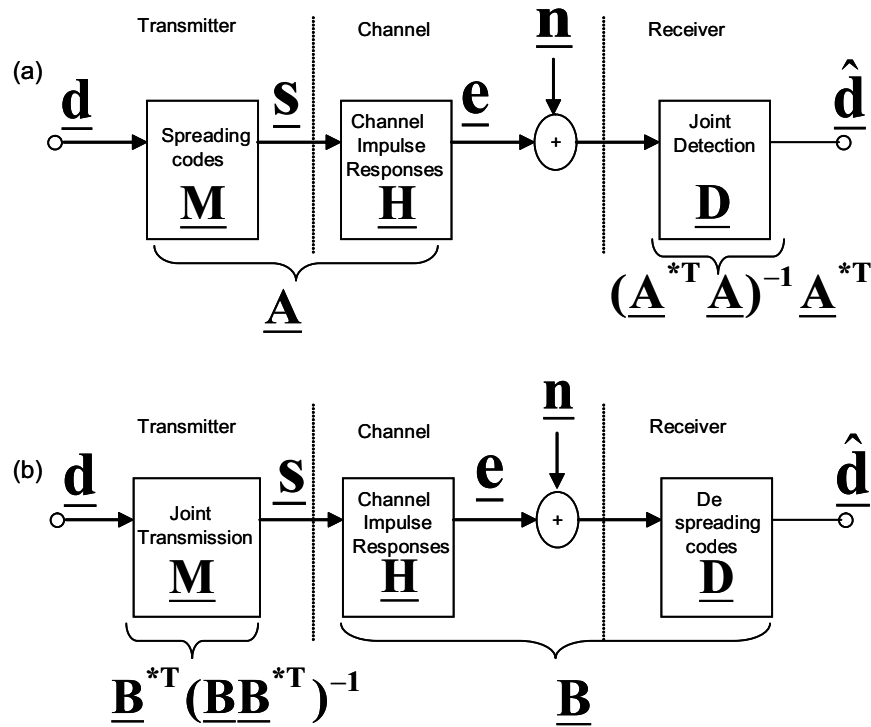 Transmitter Channel Receiver
(a)
d s e n d̂
Spreading codes M
Channel Impulse Responses H
+
Joint Detection D
A
(A*T A)–1 A*T
Transmitter Channel Receiver
(b)
d s e n d̂
Joint Transmission M
Channel Impulse Responses H
+
De spreading codes D
B*T(BB*T)–1
B